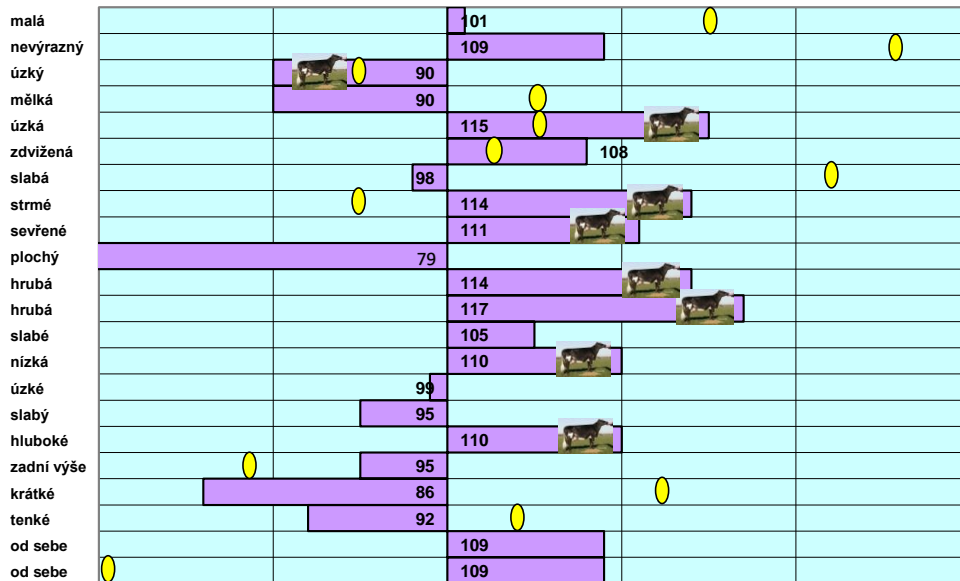 malá 101
nevýrazný 109
úzký 90
mělká 90
úzká 115
zdvižená 108
slabá 98
strmé 114
sevřené 111
plochý 79
hrubá 114
hrubá 117
slabé 105
nízká 110
úzké 99
slabý 95
hluboké 110
zadní výše 95
krátké 86
tenké 92
od sebe 109
od sebe 109